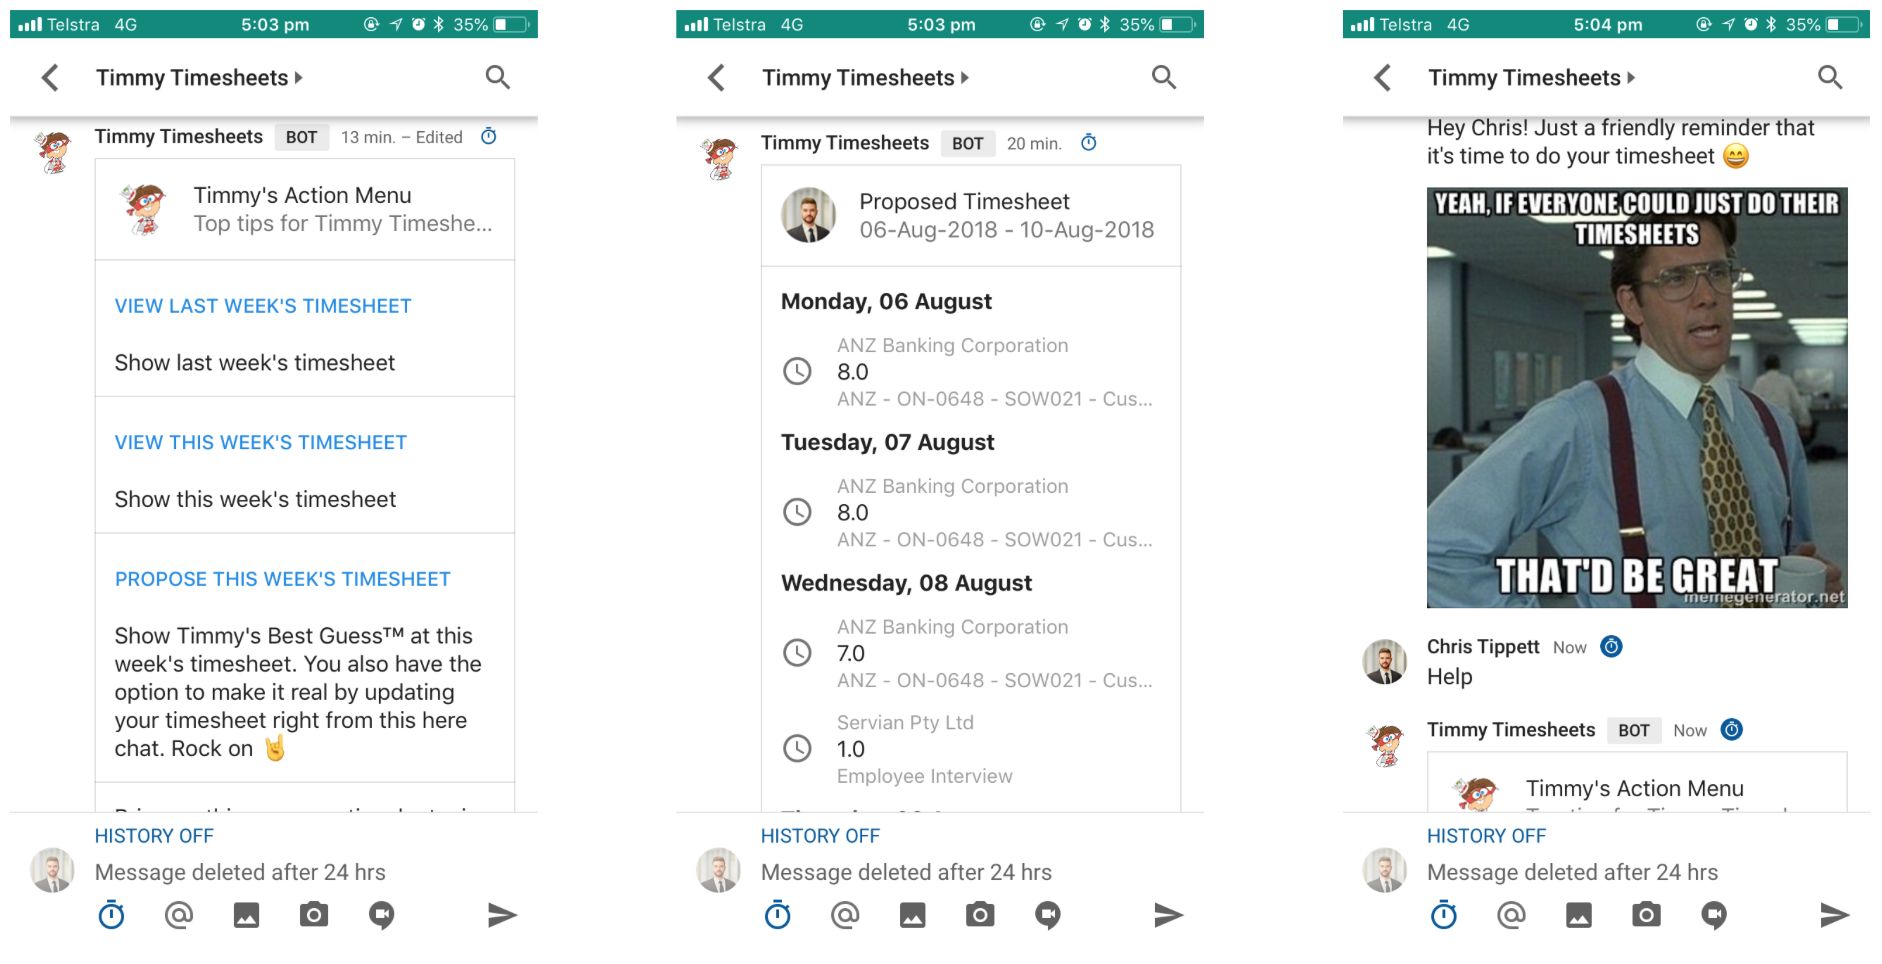 Telstra 4G 5:03 pm 35%
Timmy Timesheets
Timmy Timesheets BOT 13 min. – Edited
Timmy's Action Menu
Top tips for Timmy Timeshe...
VIEW LAST WEEK'S TIMESHEET
Show last week's timesheet
VIEW THIS WEEK'S TIMESHEET
Show this week's timesheet
PROPOSE THIS WEEK'S TIMESHEET
Show Timmy's Best Guess™ at this
week's timesheet. You also have the
option to make it real by updating
your timesheet right from this here
chat. Rock on 🤘
HISTORY OFF
Message deleted after 24 hrs
Telstra 4G 5:03 pm 35%
Timmy Timesheets
Timmy Timesheets BOT 20 min.
Proposed Timesheet
06-Aug-2018 - 10-Aug-2018
Monday, 06 August
ANZ Banking Corporation
8.0
ANZ - ON-0648 - SOW021 - Cus...
Tuesday, 07 August
ANZ Banking Corporation
8.0
ANZ - ON-0648 - SOW021 - Cus...
Wednesday, 08 August
ANZ Banking Corporation
7.0
ANZ - ON-0648 - SOW021 - Cus...
Servian Pty Ltd
1.0
Employee Interview
HISTORY OFF
Message deleted after 24 hrs
Telstra 4G 5:04 pm 35%
Timmy Timesheets
Hey Chris! Just a friendly reminder that
it's time to do your timesheet 😄
YEAH, IF EVERYONE COULD JUST DO THEIR
TIMESHEETS
THAT'D BE GREAT
memegenerator.net
Chris Tippett Now
Help
Timmy Timesheets BOT Now
Timmy's Action Menu
HISTORY OFF
Message deleted after 24 hrs